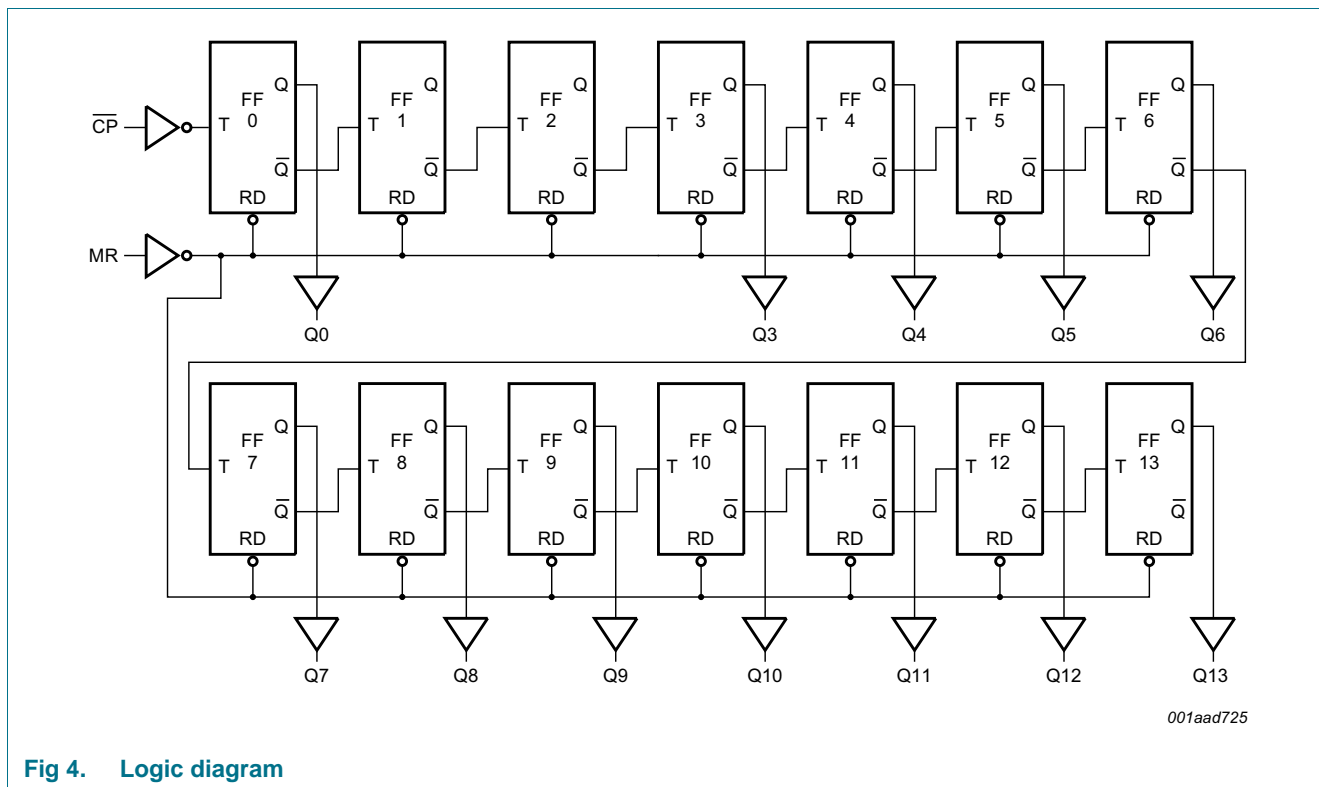 Q Q Q Q Q Q Q
FF FF FF FF FF FF FF
C̅P̅ T 0 T 1 T 2 T 3 T 4 T 5 T 6
Q̅ Q̅ Q̅ Q̅ Q̅ Q̅ Q̅
RD RD RD RD RD RD RD
MR
Q0 Q3 Q4 Q5 Q6
Q Q Q Q Q Q Q
FF FF FF FF FF FF FF
T 7 T 8 T 9 T 10 T 11 T 12 T 13
Q̅ Q̅ Q̅ Q̅ Q̅ Q̅ Q̅
RD RD RD RD RD RD RD
Q7 Q8 Q9 Q10 Q11 Q12 Q13
001aad725
Fig 4. Logic diagram